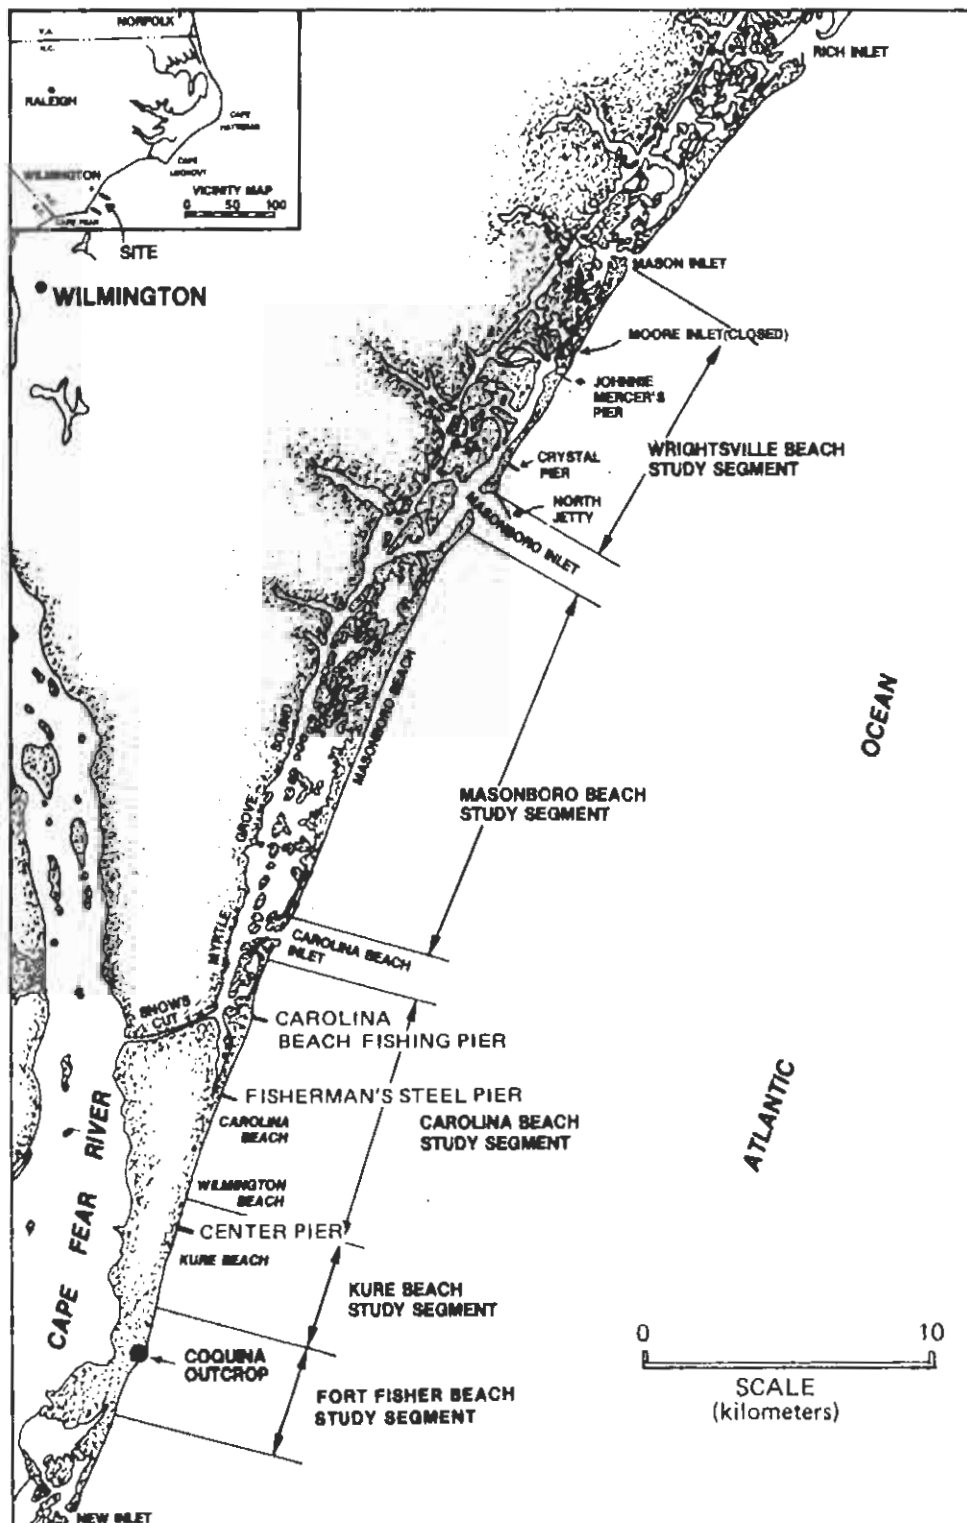 NORFOLK
V.A.
N.C.
RALEIGH
CAPE
HATTERAS
CAPE
LOOKOUT
WILMINGTON
VICINITY MAP
0 50 100
CAPE FEAR
SITE
WILMINGTON
RICH INLET
MASON INLET
MOORE INLET(CLOSED)
JOHNNIE
MERCER'S
PIER
WRIGHTSVILLE BEACH
STUDY SEGMENT
CRYSTAL
PIER
NORTH
JETTY
MASONBORO INLET
MASONBORO BEACH
MYRTLE GROVE SOUND
OCEAN
MASONBORO BEACH
STUDY SEGMENT
CAROLINA BEACH
INLET
SNOW'S
CUT
CAROLINA
BEACH FISHING PIER
FISHERMAN'S STEEL PIER
CAROLINA
BEACH
CAROLINA BEACH
STUDY SEGMENT
ATLANTIC
WILMINGTON
BEACH
CENTER PIER
KURE BEACH
CAPE FEAR RIVER
KURE BEACH
STUDY SEGMENT
COQUINA
OUTCROP
FORT FISHER BEACH
STUDY SEGMENT
0 10
SCALE
(kilometers)
NEW INLET